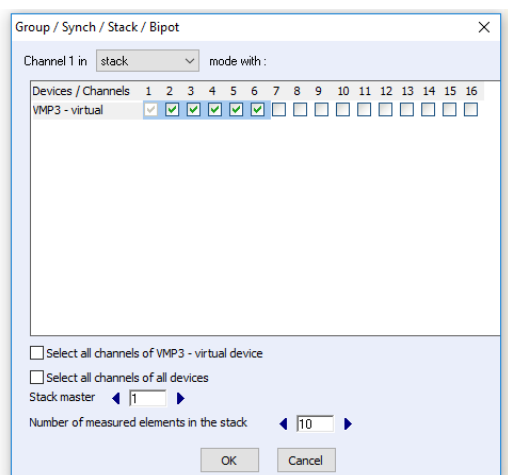 Group / Synch / Stack / Bipot
Channel 1 in stack mode with :
Devices / Channels 1 2 3 4 5 6 7 8 9 10 11 12 13 14 15 16
VMP3 - virtual
Select all channels of VMP3 - virtual device
Select all channels of all devices
Stack master 1
Number of measured elements in the stack 10
OK Cancel